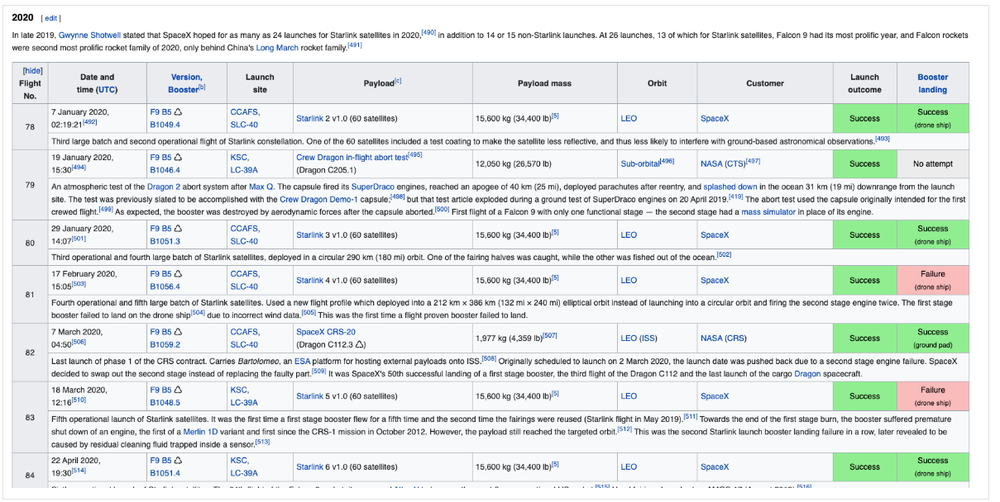 2020 [ edit ]
In late 2019, Gwynne Shotwell stated that SpaceX hoped for as many as 24 launches for Starlink satellites in 2020,[490] in addition to 14 or 15 non-Starlink launches. At 26 launches, 13 of which for Starlink satellites, Falcon 9 had its most prolific year, and Falcon rockets
were second most prolific rocket family of 2020, only behind China's Long March rocket family.[491]
[hide]
Flight No. Date and time (UTC) Version, Booster[b] Launch site Payload[c] Payload mass Orbit Customer Launch outcome Booster landing
78 7 January 2020, 02:19:21[492] F9 B5 ♺ B1049.4 CCAFS, SLC-40 Starlink 2 v1.0 (60 satellites) 15,600 kg (34,400 lb)[5] LEO SpaceX Success Success (drone ship)
Third large batch and second operational flight of Starlink constellation. One of the 60 satellites included a test coating to make the satellite less reflective, and thus less likely to interfere with ground-based astronomical observations.[493]
79 19 January 2020, 15:30[494] F9 B5 ♺ B1046.4 KSC, LC-39A Crew Dragon in-flight abort test[495] (Dragon C205.1) 12,050 kg (26,570 lb) Sub-orbital[496] NASA (CTS)[497] Success No attempt
An atmospheric test of the Dragon 2 abort system after Max Q. The capsule fired its SuperDraco engines, reached an apogee of 40 km (25 mi), deployed parachutes after reentry, and splashed down in the ocean 31 km (19 mi) downrange from the launch
site. The test was previously slated to be accomplished with the Crew Dragon Demo-1 capsule;[498] but that test article exploded during a ground test of SuperDraco engines on 20 April 2019.[419] The abort test used the capsule originally intended for the first
crewed flight.[499] As expected, the booster was destroyed by aerodynamic forces after the capsule aborted.[500] First flight of a Falcon 9 with only one functional stage — the second stage had a mass simulator in place of its engine.
80 29 January 2020, 14:07[501] F9 B5 ♺ B1051.3 CCAFS, SLC-40 Starlink 3 v1.0 (60 satellites) 15,600 kg (34,400 lb)[5] LEO SpaceX Success Success (drone ship)
Third operational and fourth large batch of Starlink satellites, deployed in a circular 290 km (180 mi) orbit. One of the fairing halves was caught, while the other was fished out of the ocean.[502]
81 17 February 2020, 15:05[503] F9 B5 ♺ B1056.4 CCAFS, SLC-40 Starlink 4 v1.0 (60 satellites) 15,600 kg (34,400 lb)[5] LEO SpaceX Success Failure (drone ship)
Fourth operational and fifth large batch of Starlink satellites. Used a new flight profile which deployed into a 212 km × 386 km (132 mi × 240 mi) elliptical orbit instead of launching into a circular orbit and firing the second stage engine twice. The first stage
booster failed to land on the drone ship[504] due to incorrect wind data.[505] This was the first time a flight proven booster failed to land.
82 7 March 2020, 04:50[506] F9 B5 ♺ B1059.2 CCAFS, SLC-40 SpaceX CRS-20 (Dragon C112.3 ♺) 1,977 kg (4,359 lb)[507] LEO (ISS) NASA (CRS) Success Success (ground pad)
Last launch of phase 1 of the CRS contract. Carries Bartolomeo, an ESA platform for hosting external payloads onto ISS.[508] Originally scheduled to launch on 2 March 2020, the launch date was pushed back due to a second stage engine failure. SpaceX
decided to swap out the second stage instead of replacing the faulty part.[509] It was SpaceX's 50th successful landing of a first stage booster, the third flight of the Dragon C112 and the last launch of the cargo Dragon spacecraft.
83 18 March 2020, 12:16[510] F9 B5 ♺ B1048.5 KSC, LC-39A Starlink 5 v1.0 (60 satellites) 15,600 kg (34,400 lb)[5] LEO SpaceX Success Failure (drone ship)
Fifth operational launch of Starlink satellites. It was the first time a first stage booster flew for a fifth time and the second time the fairings were reused (Starlink flight in May 2019).[511] Towards the end of the first stage burn, the booster suffered premature
shut down of an engine, the first of a Merlin 1D variant and first since the CRS-1 mission in October 2012. However, the payload still reached the targeted orbit.[512] This was the second Starlink launch booster landing failure in a row, later revealed to be
caused by residual cleaning fluid trapped inside a sensor.[513]
84 22 April 2020, 19:30[514] F9 B5 ♺ B1051.4 KSC, LC-39A Starlink 6 v1.0 (60 satellites) 15,600 kg (34,400 lb)[5] LEO SpaceX Success Success (drone ship)